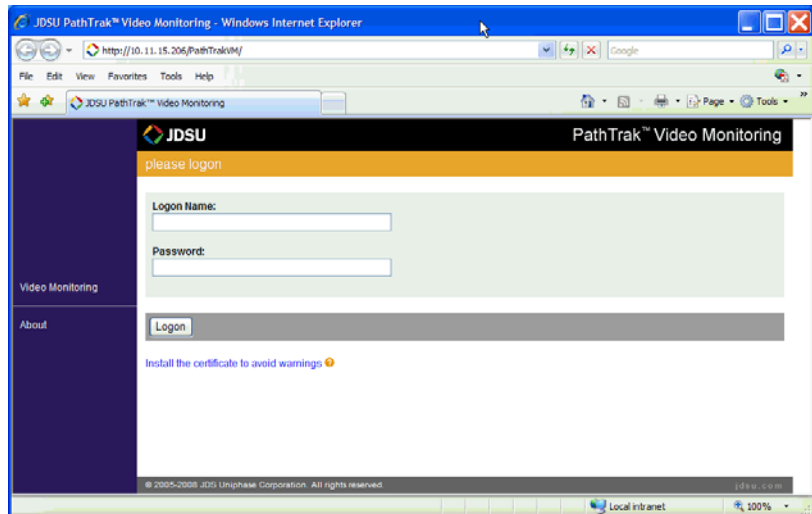 JDSU PathTrak™ Video Monitoring - Windows Internet Explorer
http://10.11.15.206/PathTrakVM/
Google
File Edit View Favorites Tools Help
JDSU PathTrak™ Video Monitoring
Page Tools »
JDSU
PathTrak™ Video Monitoring
please logon
Logon Name:
Password:
Video Monitoring
About
Logon
Install the certificate to avoid warnings ?
© 2005-2008 JDS Uniphase Corporation. All rights reserved.
jdsu.com
Local intranet
100%